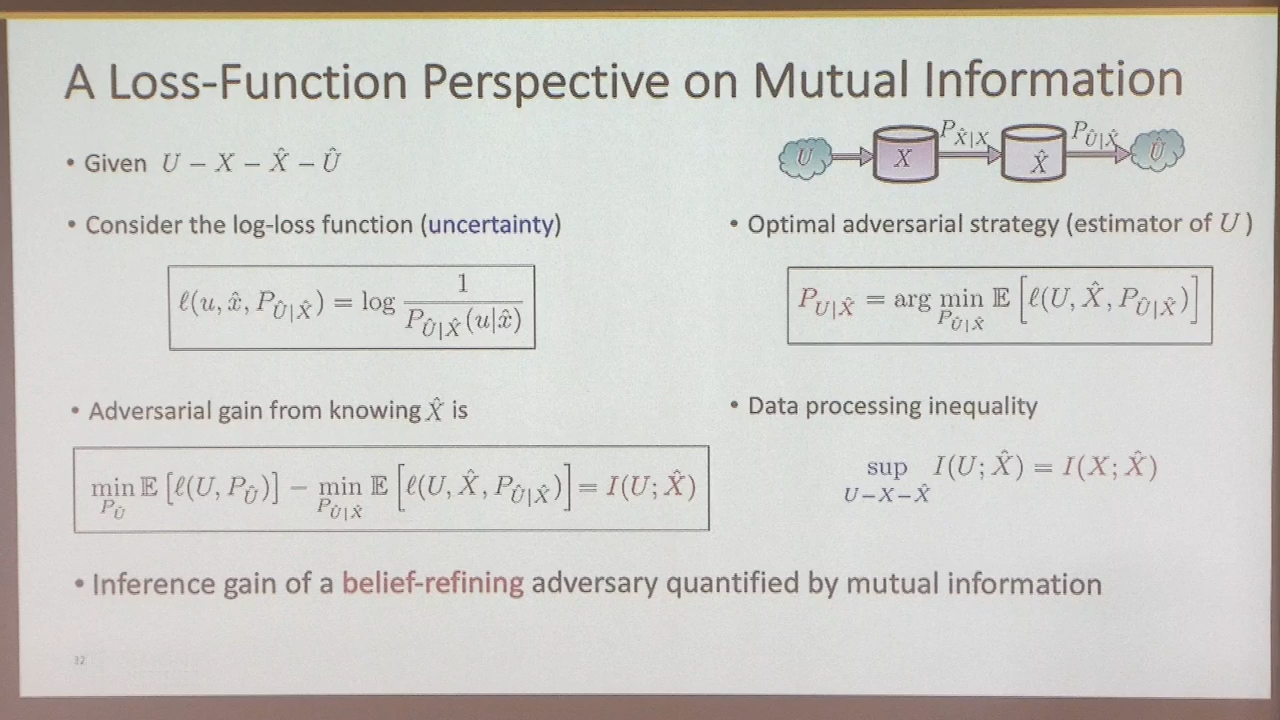 A Loss-Function Perspective on Mutual Information
• Given U − X − X̂ − Û
U X P_{X̂|X} X̂ P_{Û|X̂} Û
• Consider the log-loss function (uncertainty)
ℓ(u, x̂, P_{Û|X̂}) = log 1 / P_{Û|X̂}(u|x̂)
• Optimal adversarial strategy (estimator of U )
P_{U|X̂} = arg min_{P_{Û|X̂}} 𝔼 [ℓ(U, X̂, P_{Û|X̂})]
• Adversarial gain from knowing X̂ is
min_{P_Û} 𝔼 [ℓ(U, P_Û)] − min_{P_{Û|X̂}} 𝔼 [ℓ(U, X̂, P_{Û|X̂})] = I(U; X̂)
• Data processing inequality
sup_{U−X−X̂} I(U; X̂) = I(X; X̂)
• Inference gain of a belief-refining adversary quantified by mutual information
32